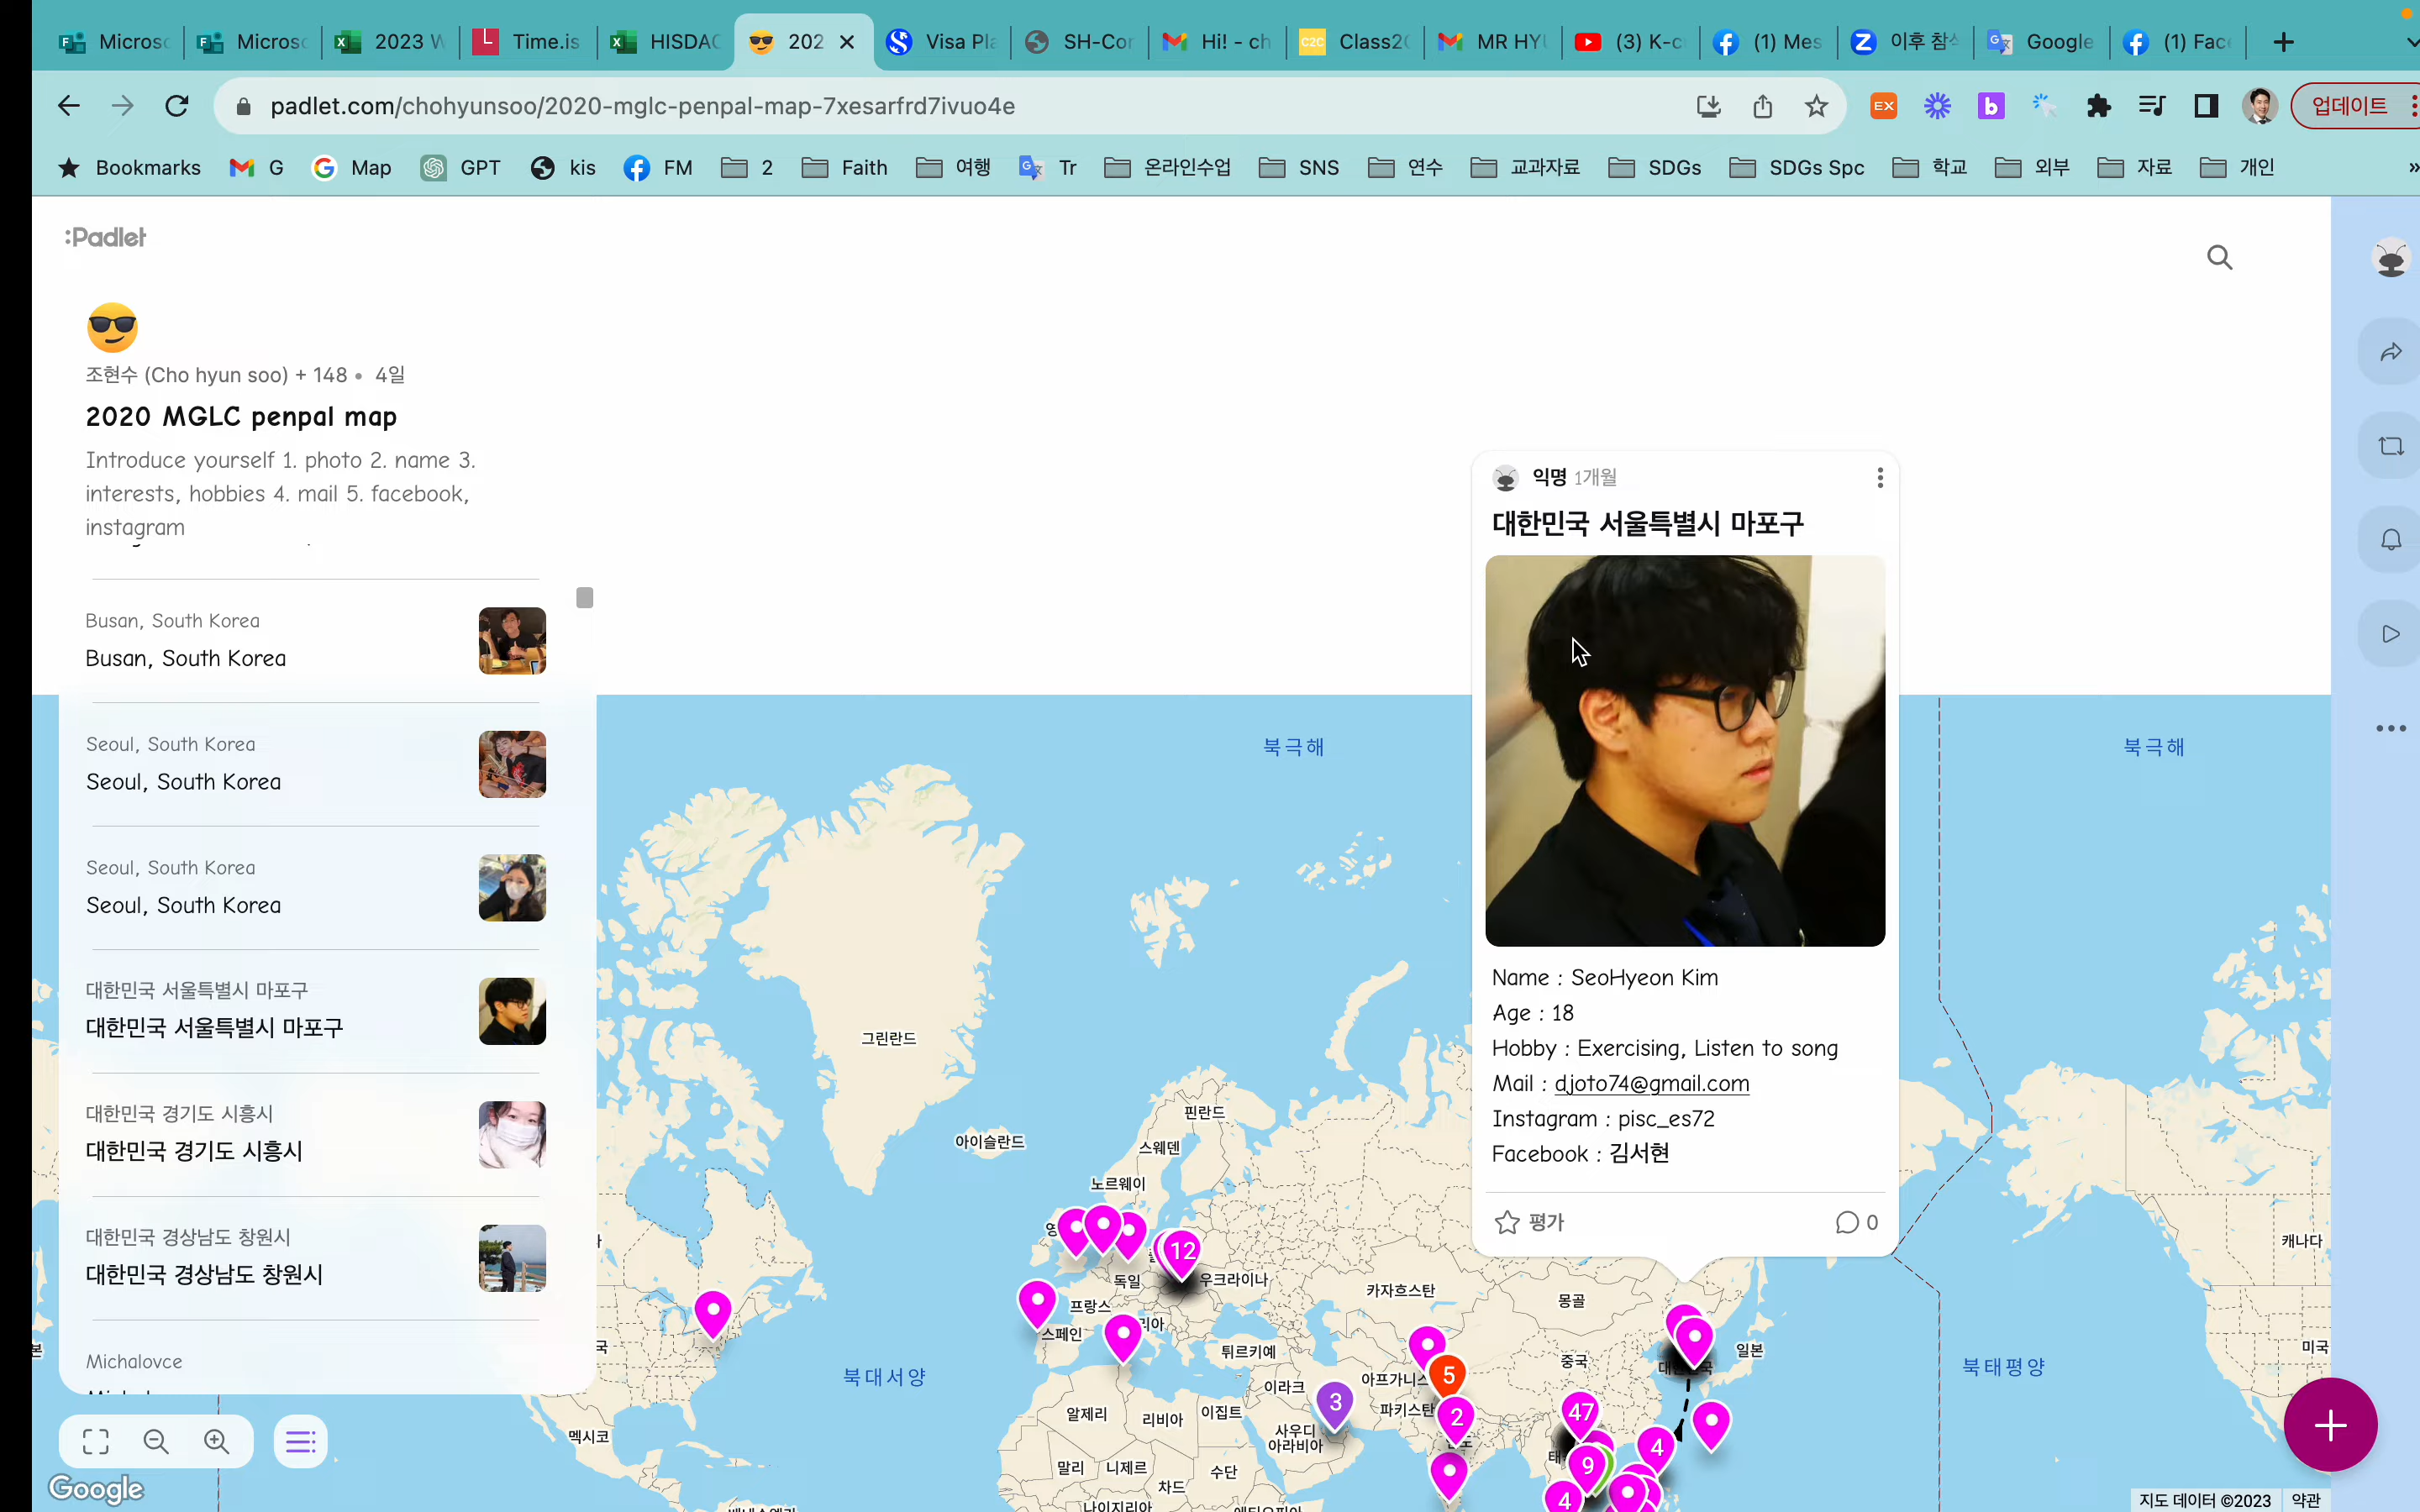 Micros
Micros
2023 W
Time.is
HISDAC
202
Visa Pla
SH-Cor
Hi! - ch
Class2
MR HYU
(3) K-c
(1) Mes
이후 참
Google
(1) Face
padlet.com/chohyunsoo/2020-mglc-penpal-map-7xesarfrd7ivuo4e
EX
b
업데이트
Bookmarks
G
Map
GPT
kis
FM
2
Faith
여행
Tr
온라인수업
SNS
연수
교과자료
SDGs
SDGs Spc
학교
외부
자료
개인
:Padlet
조현수 (Cho hyun soo) + 148 • 4일
2020 MGLC penpal map
Introduce yourself 1. photo 2. name 3.
interests, hobbies 4. mail 5. facebook,
instagram
Busan, South Korea
Busan, South Korea
Seoul, South Korea
Seoul, South Korea
Seoul, South Korea
Seoul, South Korea
대한민국 서울특별시 마포구
대한민국 서울특별시 마포구
대한민국 경기도 시흥시
대한민국 경기도 시흥시
대한민국 경상남도 창원시
대한민국 경상남도 창원시
Michalovce
익명 1개월
대한민국 서울특별시 마포구
Name : SeoHyeon Kim
Age : 18
Hobby : Exercising, Listen to song
Mail : djoto74@gmail.com
Instagram : pisc_es72
Facebook : 김서현
평가
0
북극해
북극해
그린란드
핀란드
아이슬란드
스웨덴
노르웨이
12
독일
우크라이나
프랑스
스페인
카자흐스탄
몽골
캐나다
미국
일본
중국
튀르키예
북대서양
북태평양
이라크
아프가니스
5
3
파키스탄
2
47
4
9
4
알제리
리비아
이집트
사우디
아라비아
멕시코
말리
니제르
수단
차드
나이지리아
에티오피아
Google
지도 데이터 ©2023
약관